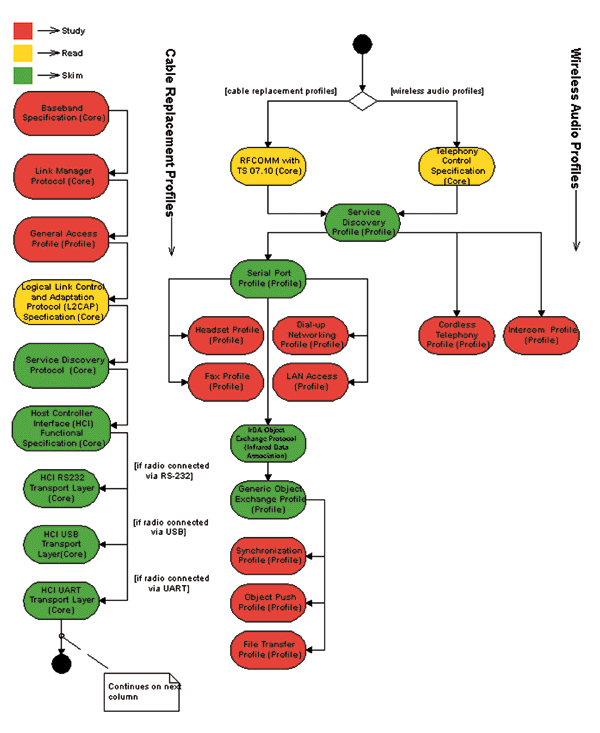 Study
Read
Skim
Baseband
Specification (Core)
Link Manager
Protocol (Core)
General Access
Profile (Profile)
Logical Link Control
and Adaptation
Protocol (L2CAP)
Specfication (Core)
Service Discovery
Protocol (Core)
Host Controller
Interface (HCI)
Functional
Specification (Core)
HCI RS232
Transport Layer
(Core)
[if radio connected
via RS-232]
HCI USB
Transport
Layer(Core)
[if radio connected
via USB]
HCI UART
Transport Layer
(Core)
[if radio connected
via UART]
Continues on next
column
Cable Replacement Profiles
[cable replacement profiles]
[wireless audio profiles]
RFCOMM with
TS 07.10 (Core)
Telephony
Control
Specification
(Core)
Service
Discovery
Profile (Profile)
Serial Port
Profile (Profile)
Headset Profile
(Profile)
Dial-up
Networking
Profile (Profile)
Fax Profile
(Profile)
LAN Access
(Profile)
Cordless
Telephony
Profile (Profile)
Intercom Profile
(Profile)
IrDA Object
Exchange Protocol
(Infrared Data
Association)
Generic Object
Exchange Profile
(Profile)
Synchronization
Profile (Profile)
Object Push
Profile (Profile)
File Transfer
Profile (Profile)
Wireless Audio Profiles